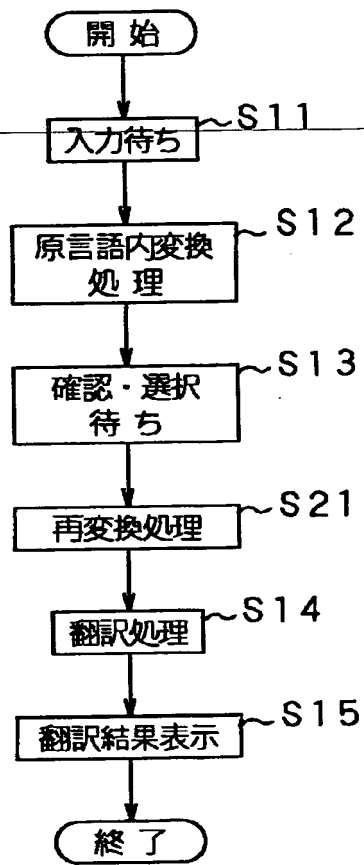 開始
入力待ち
S11
原言語内変換
処理
S12
確認・選択
待ち
S13
再変換処理
S21
翻訳処理
S14
翻訳結果表示
S15
終了